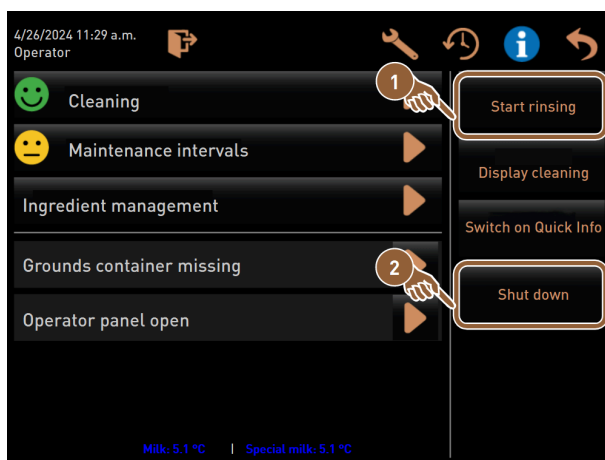 4/26/2024 11:29 a.m.
Operator
1
Cleaning
Start rinsing
Maintenance intervals
Display cleaning
Ingredient management
Switch on Quick Info
Grounds container missing
2
Shut down
Operator panel open
Milk: 5.1 °C | Special milk: 5.1 °C